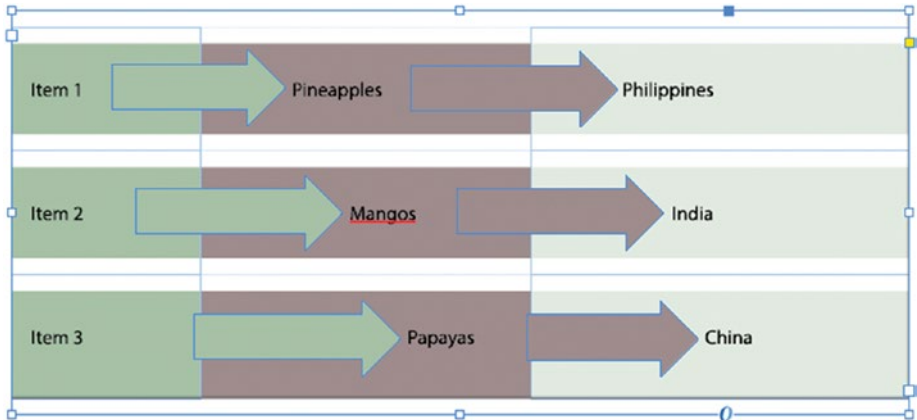 Item 1 Pineapples Philippines
Item 2 Mangos India
Item 3 Papayas China